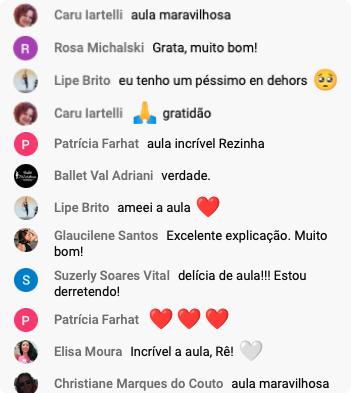 Caru Iartelli aula maravilhosa
Rosa Michalski Grata, muito bom!
Lipe Brito eu tenho um péssimo en dehors 🥺
Caru Iartelli 🙏 gratidão
Patrícia Farhat aula incrível Rezinha
Ballet Val Adriani verdade.
Lipe Brito ameei a aula ❤️
Glaucilene Santos Excelente explicação. Muito
bom!
Suzerly Soares Vital delícia de aula!!! Estou
derretendo!
Patrícia Farhat ❤️ ❤️ ❤️
Elisa Moura Incrível a aula, Rê! 🤍
Christiane Marques do Couto aula maravilhosa